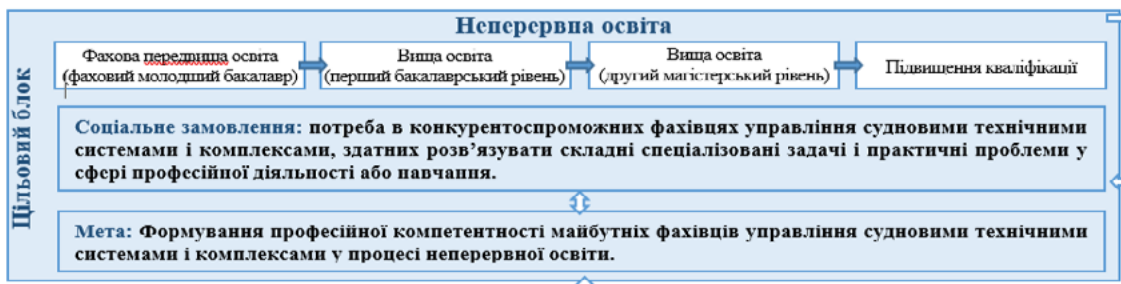 Неперервна освіта
Цільовий блок
Фахова передвища освіта
(фаховий молодший бакалавр)
Вища освіта
(перший бакалаврський рівень)
Вища освіта
(другий магістерський рівень)
Підвищення кваліфікації
Соціальне замовлення: потреба в конкурентоспроможних фахівцях управління судновими технічними
системами і комплексами, здатних розв’язувати складні спеціалізовані задачі і практичні проблеми у
сфері професійної діяльності або навчання.
Мета: Формування професійної компетентності майбутніх фахівців управління судновими технічними
системами і комплексами у процесі неперервної освіти.